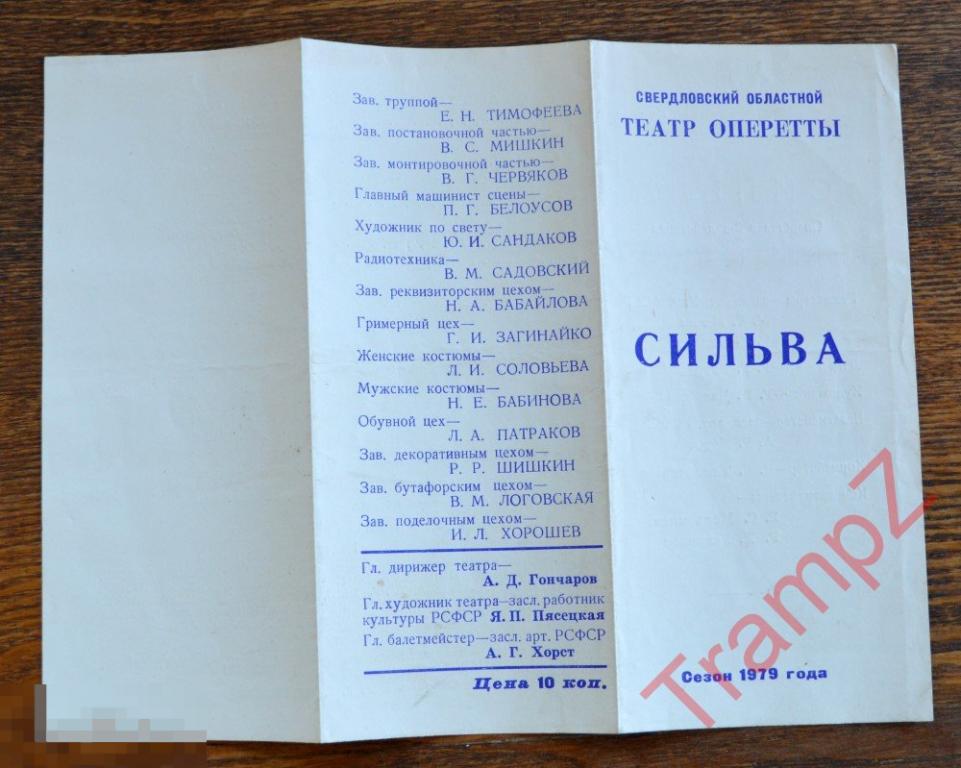 Зав. труппой—
Е. Н. ТИМОФЕЕВА
Зав. постановочной частью—
В. С. МИШКИН
Зав. монтировочной частью—
В. Г. ЧЕРВЯКОВ
Главный машинист сцены—
П. Г. БЕЛОУСОВ
Художник по свету—
Ю. И. САНДАКОВ
Радиотехника—
В. М. САДОВСКИЙ
Зав. реквизиторским цехом—
Н. А. БАБАЙЛОВА
Гримерный цех—
Г. И. ЗАГИНАЙКО
Женские костюмы—
Л. И. СОЛОВЬЕВА
Мужские костюмы—
Н. Е. БАБИНОВА
Обувной цех—
Л. А. ПАТРАКОВ
Зав. декоративным цехом—
Р. Р. ШИШКИН
Зав. бутафорским цехом—
В. М. ЛОГОВСКАЯ
Зав. поделочным цехом—
И. Л. ХОРОШЕВ
Гл. дирижер театра—
А. Д. Гончаров
Гл. художник театра—засл. работник
культуры РСФСР Я. П. Пясецкая
Гл. балетмейстер—засл. арт. РСФСР
А. Г. Хорст
Цена 10 коп.
СВЕРДЛОВСКИЙ ОБЛАСТНОЙ
ТЕАТР ОПЕРЕТТЫ
СИЛЬВА
Сезон 1979 года
TrampZ